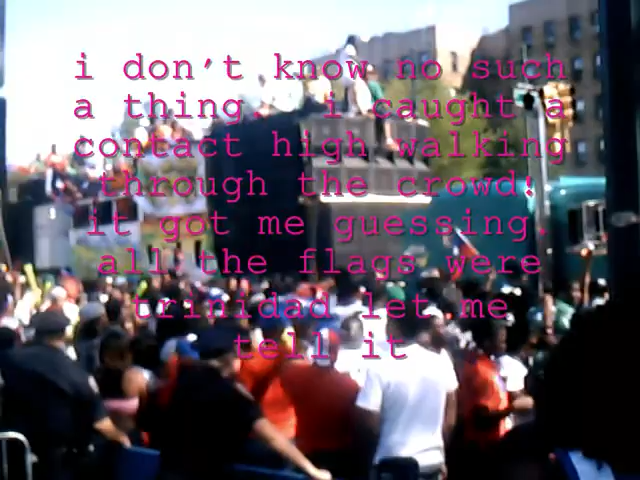 i don't know no such
a thing. i caught a
contact high walking
through the crowd!
it got me guessing.
all the flags were
trinidad let me
tell it